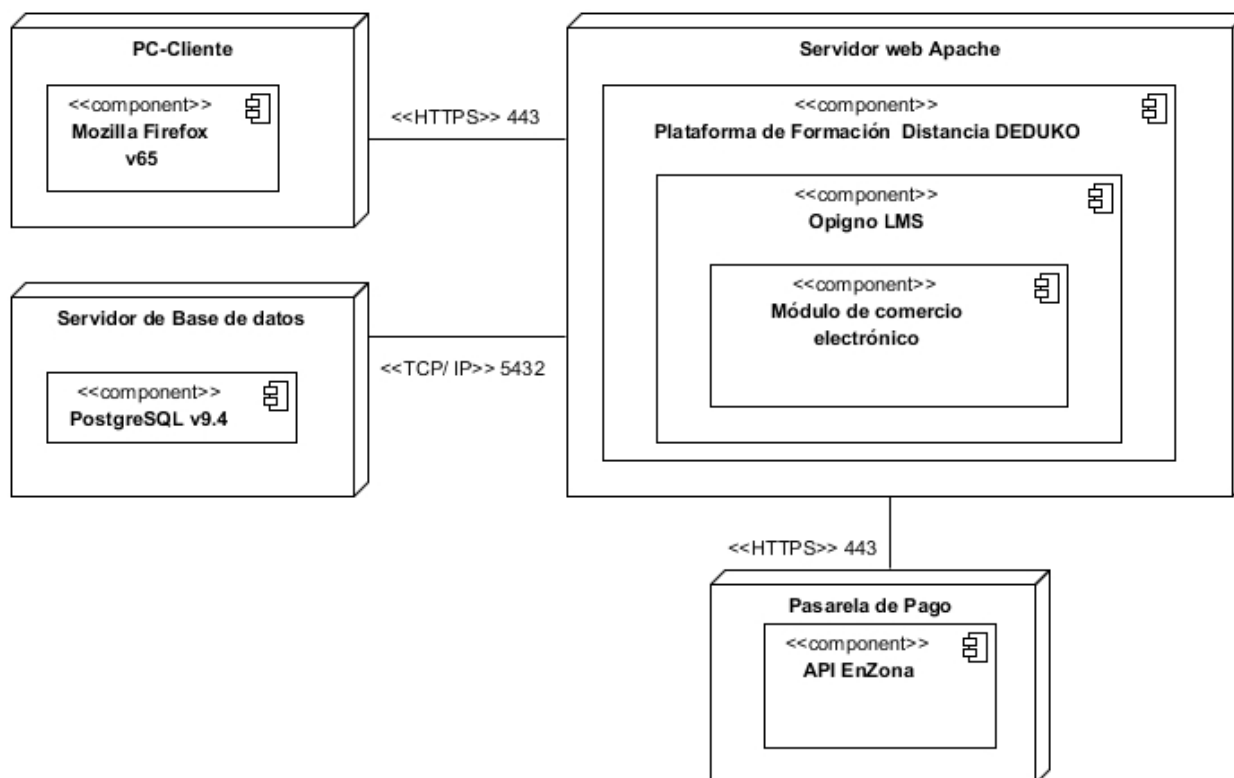 PC-Cliente
<<component>>
Mozilla Firefox
v65
<<HTTPS>> 443
Servidor web Apache
<<component>>
Plataforma de Formación Distancia DEDUKO
<<component>>
Opigno LMS
<<component>>
Módulo de comercio
electrónico
Servidor de Base de datos
<<component>>
PostgreSQL v9.4
<<TCP/ IP>> 5432
<<HTTPS>> 443
Pasarela de Pago
<<component>>
API EnZona